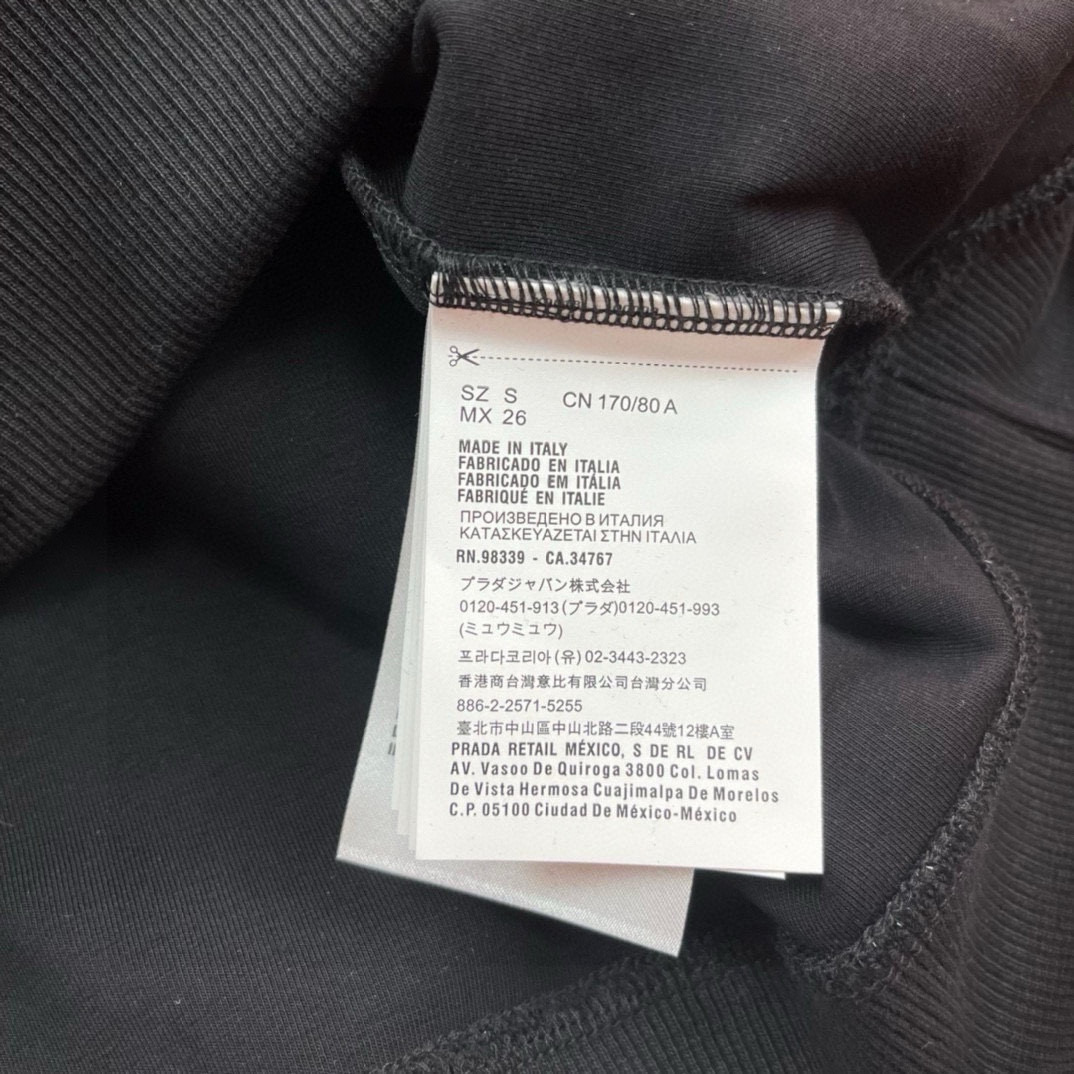 SZ S CN 170/80 A
MX 26
MADE IN ITALY
FABRICADO EN ITALIA
FABRICADO EM ITÁLIA
FABRIQUÉ EN ITALIE
ПРОИЗВЕДЕНО В ИТАЛИЯ
ΚΑΤΑΣΚΕΥΑΖΕΤΑΙ ΣΤΗΝ ΙΤΑΛΙΑ
RN.98339 - CA.34767
プラダジャパン株式会社
0120-451-913(プラダ)0120-451-993
(ミュウミュウ)
프라다코리아(유)02-3443-2323
香港商台灣意比有限公司台灣分公司
886-2-2571-5255
臺北市中山區中山北路二段44號12樓A室
PRADA RETAIL MÉXICO, S DE RL DE CV
AV. Vasoo De Quiroga 3800 Col. Lomas
De Vista Hermosa Cuajimalpa De Morelos
C.P. 05100 Ciudad De México-México